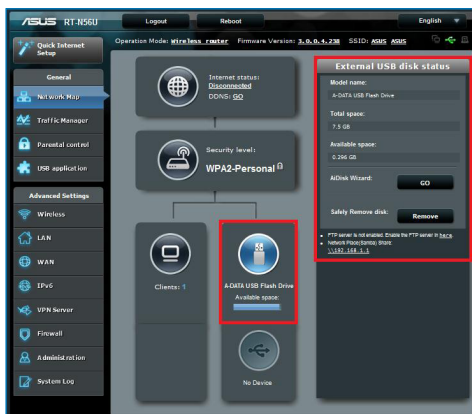 ASUS RT-N56U
Logout
Reboot
English
Quick Internet
Setup
Operation Mode: Wireless router Firmware Version: 3.0.0.4.238 SSID: ASUS ASUS
General
Network Map
Traffic Manager
Parental control
USB application
Advanced Settings
Wireless
LAN
WAN
IPv6
VPN Server
Firewall
Administration
System Log
Internet status:
Disconnected
DDNS: GO
Security level:
WPA2-Personal
Clients: 1
A-DATA USB Flash Drive
Available space:
No Device
External USB disk status
Model name:
A-DATA USB Flash Drive
Total space:
7.5 GB
Available space:
0.296 GB
AiDisk Wizard:
GO
Safely Remove disk:
Remove
FTP server is not enabled. Enable the FTP server in here.
Network Place(Samba) Share:
\\192.168.1.1